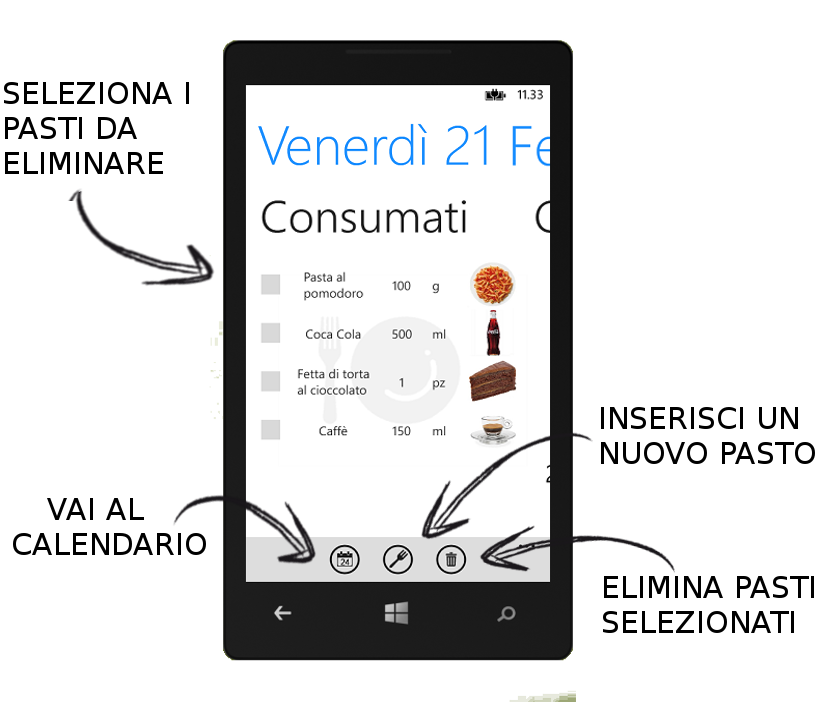 SELEZIONA I
PASTI DA
ELIMINARE
11.33
Venerdì 21 Fe
Consumati
Pasta al
pomodoro 100 g
Coca Cola 500 ml
Fetta di torta
al cioccolato 1 pz
Caffè 150 ml
INSERISCI UN
NUOVO PASTO
VAI AL
CALENDARIO
24
ELIMINA PASTI
SELEZIONATI